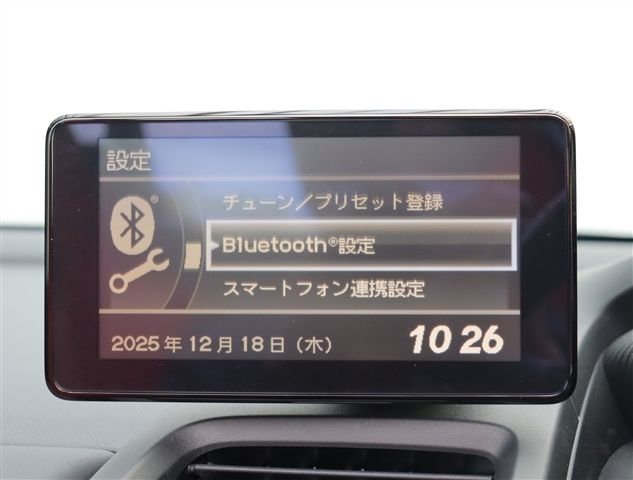 設定
チューン／プリセット登録
Bluetooth®設定
スマートフォン連携設定
2025年12月18日（木） 10 26